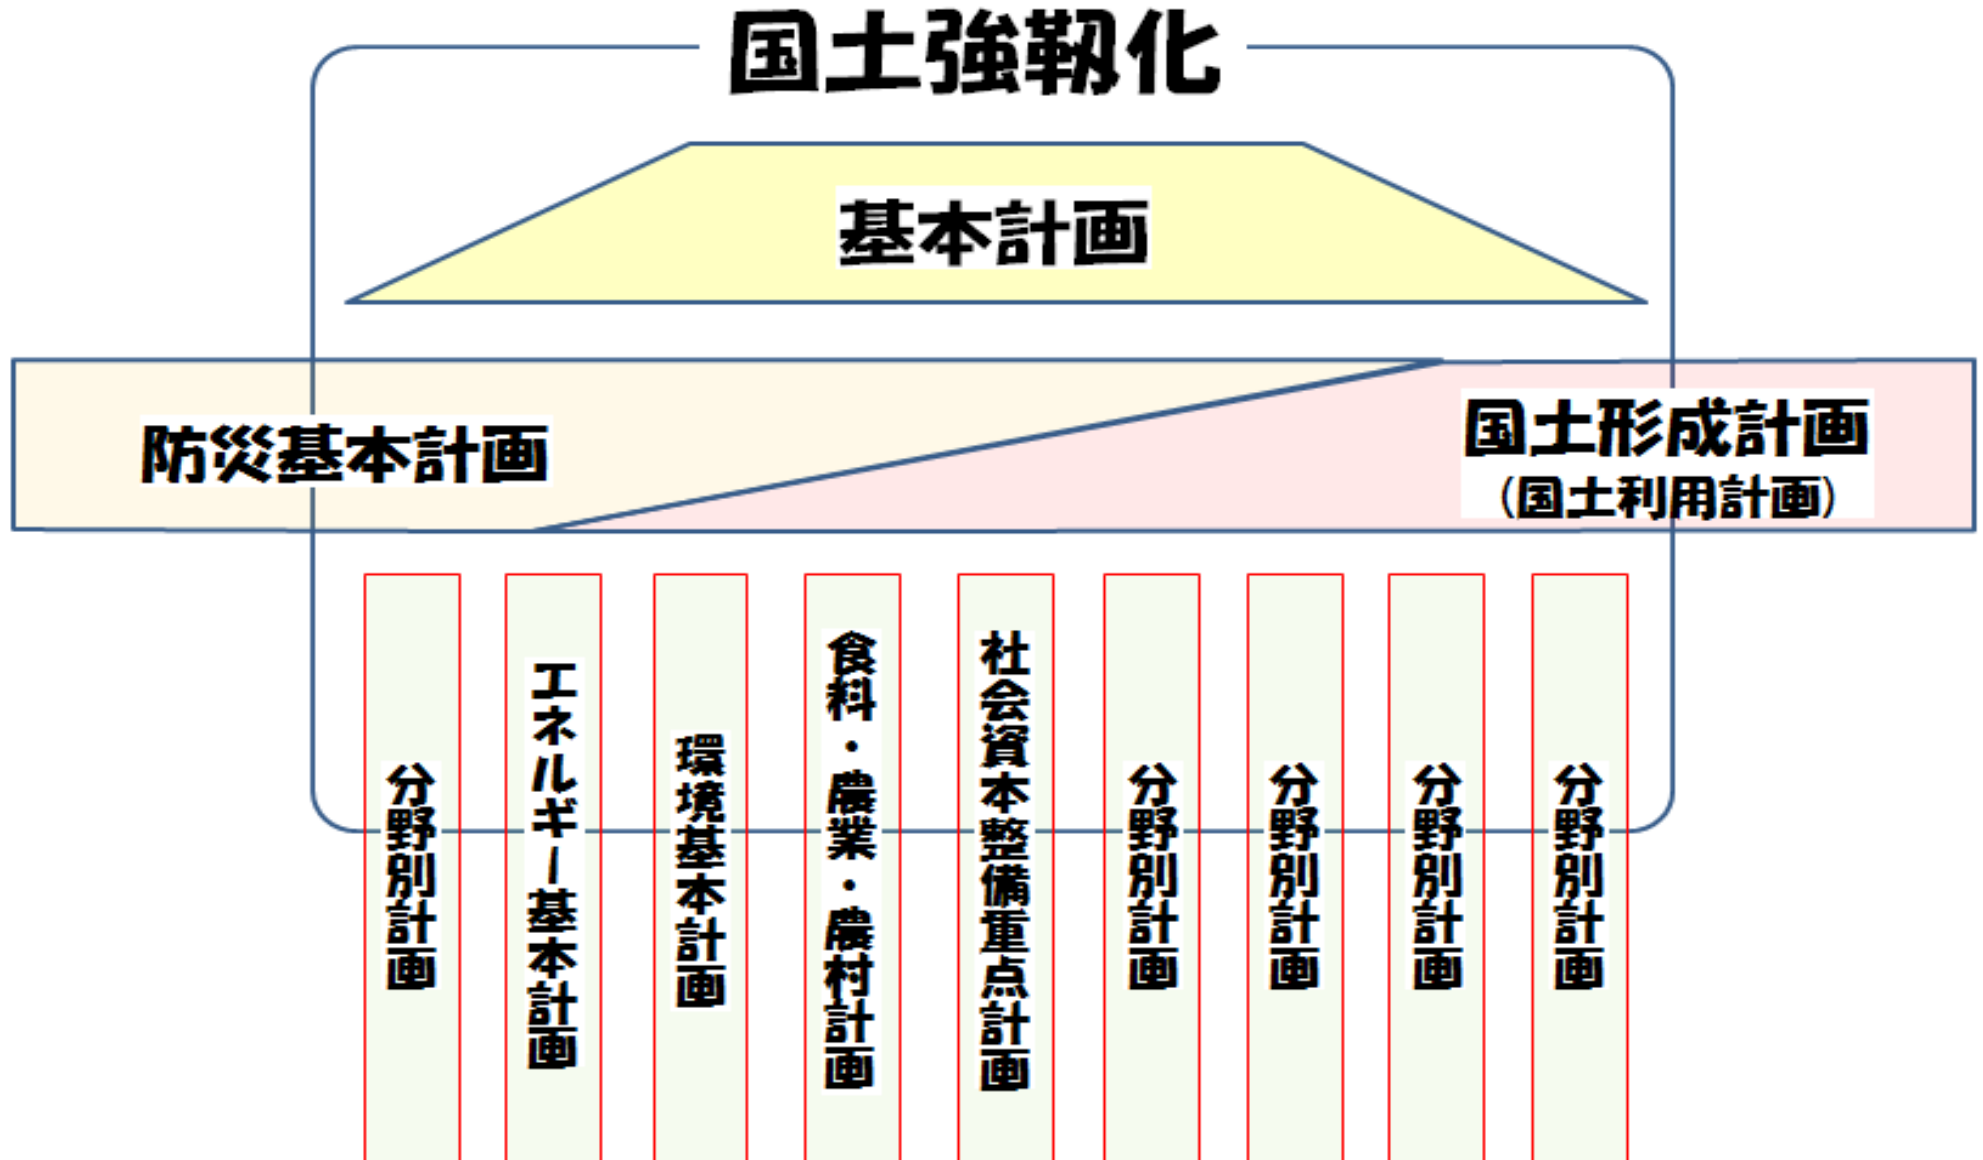 国土強靱化
基本計画
防災基本計画
国土形成計画
（国土利用計画）
分野別計画
エネルギー基本計画
環境基本計画
食料・農業・農村計画
社会資本整備重点計画
分野別計画
分野別計画
分野別計画
分野別計画